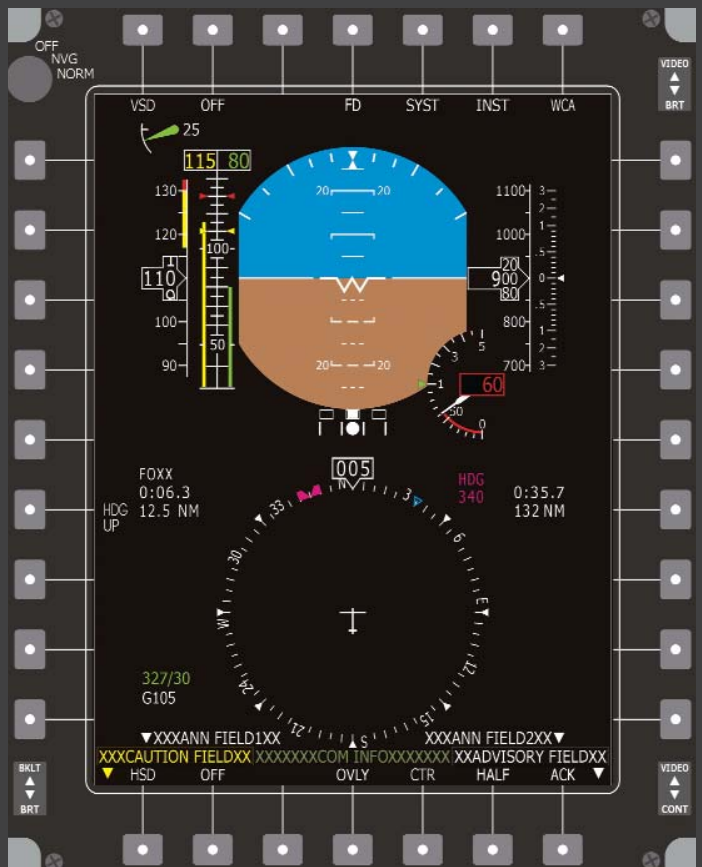 OFF
NVG
NORM
VIDEO
BRT
VSD OFF FD SYST INST WCA
25
115 80
130
120
110
100
90
100
50
20 20
20 20
1100
1000
20
900
80
800
700
3
2
1
.5
0
.5
1
2
3
5
3
1
60
50
0
FOXX
0:06.3
HDG 12.5 NM
UP
005
HDG
340
0:35.7
132 NM
N 3 6 E 12 15 S 21 24 W 30 33
327/30
G105
XXXANN FIELD1XX XXXANN FIELD2XX
XXXCAUTION FIELDXX XXXXXXXCOM INFOXXXXXXX XXADVISORY FIELDXX
HSD OFF OVLY CTR HALF ACK
BKLT
BRT
VIDEO
CONT